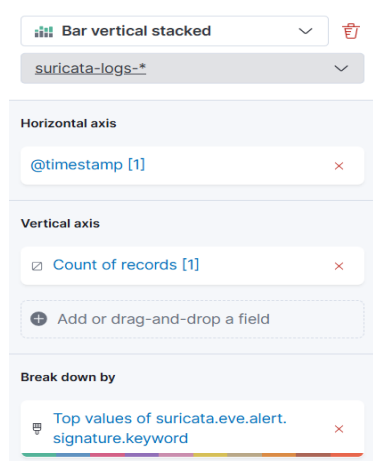 Bar vertical stacked
suricata-logs-*
Horizontal axis
@timestamp [1]
Vertical axis
Count of records [1]
Add or drag-and-drop a field
Break down by
Top values of suricata.eve.alert.
signature.keyword